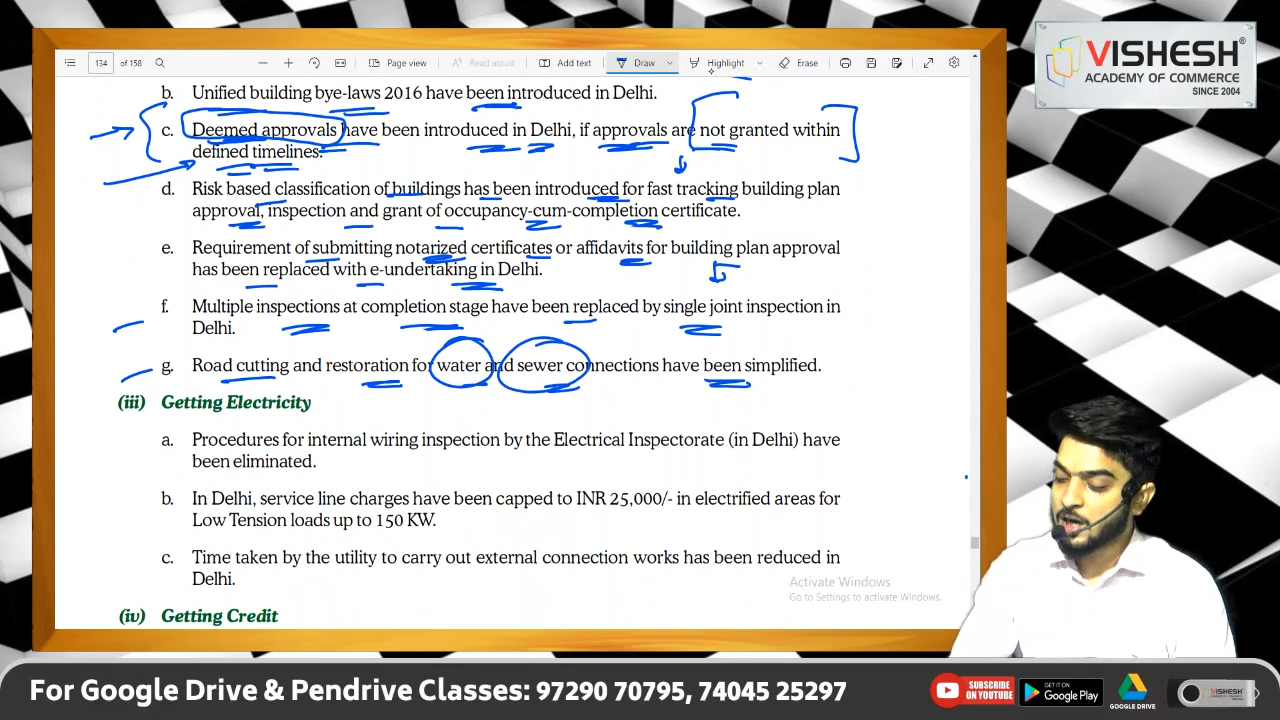 134 of 158
Page view
Read aloud
Add text
Draw
Highlight
Erase
VISHESH®
ACADEMY OF COMMERCE
SINCE 2004
b. Unified building bye-laws 2016 have been introduced in Delhi.
c. Deemed approvals have been introduced in Delhi, if approvals are not granted within
defined timelines.
d. Risk based classification of buildings has been introduced for fast tracking building plan
approval, inspection and grant of occupancy-cum-completion certificate.
e. Requirement of submitting notarized certificates or affidavits for building plan approval
has been replaced with e-undertaking in Delhi.
f. Multiple inspections at completion stage have been replaced by single joint inspection in
Delhi.
g. Road cutting and restoration for water and sewer connections have been simplified.
(iii) Getting Electricity
a. Procedures for internal wiring inspection by the Electrical Inspectorate (in Delhi) have
been eliminated.
b. In Delhi, service line charges have been capped to INR 25,000/- in electrified areas for
Low Tension loads up to 150 KW.
c. Time taken by the utility to carry out external connection works has been reduced in
Delhi.
Activate Windows
Go to Settings to activate Windows.
(iv) Getting Credit
For Google Drive & Pendrive Classes: 97290 70795, 74045 25297
SUBSCRIBE
ON YOUTUBE
GET IT ON
Google Play
GOOGLE DRIVE
VISHESH